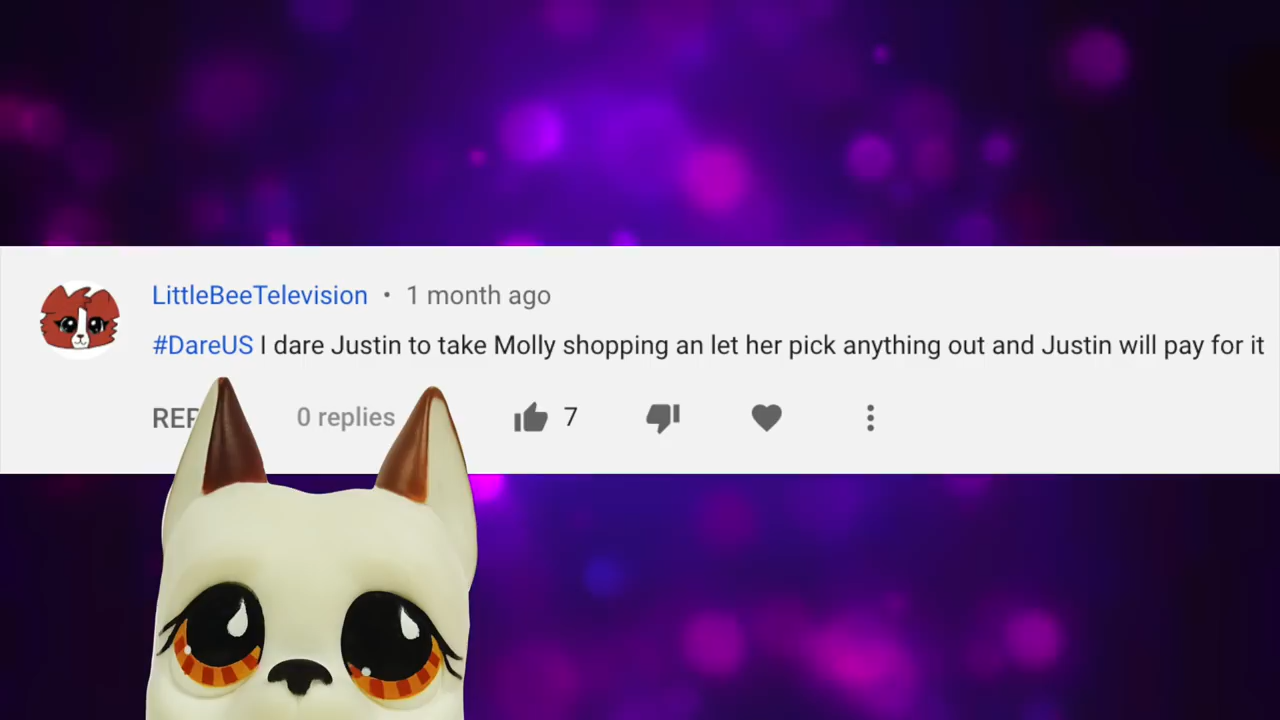 LittleBeeTelevision • 1 month ago
#DareUS I dare Justin to take Molly shopping an let her pick anything out and Justin will pay for it
0 replies 7